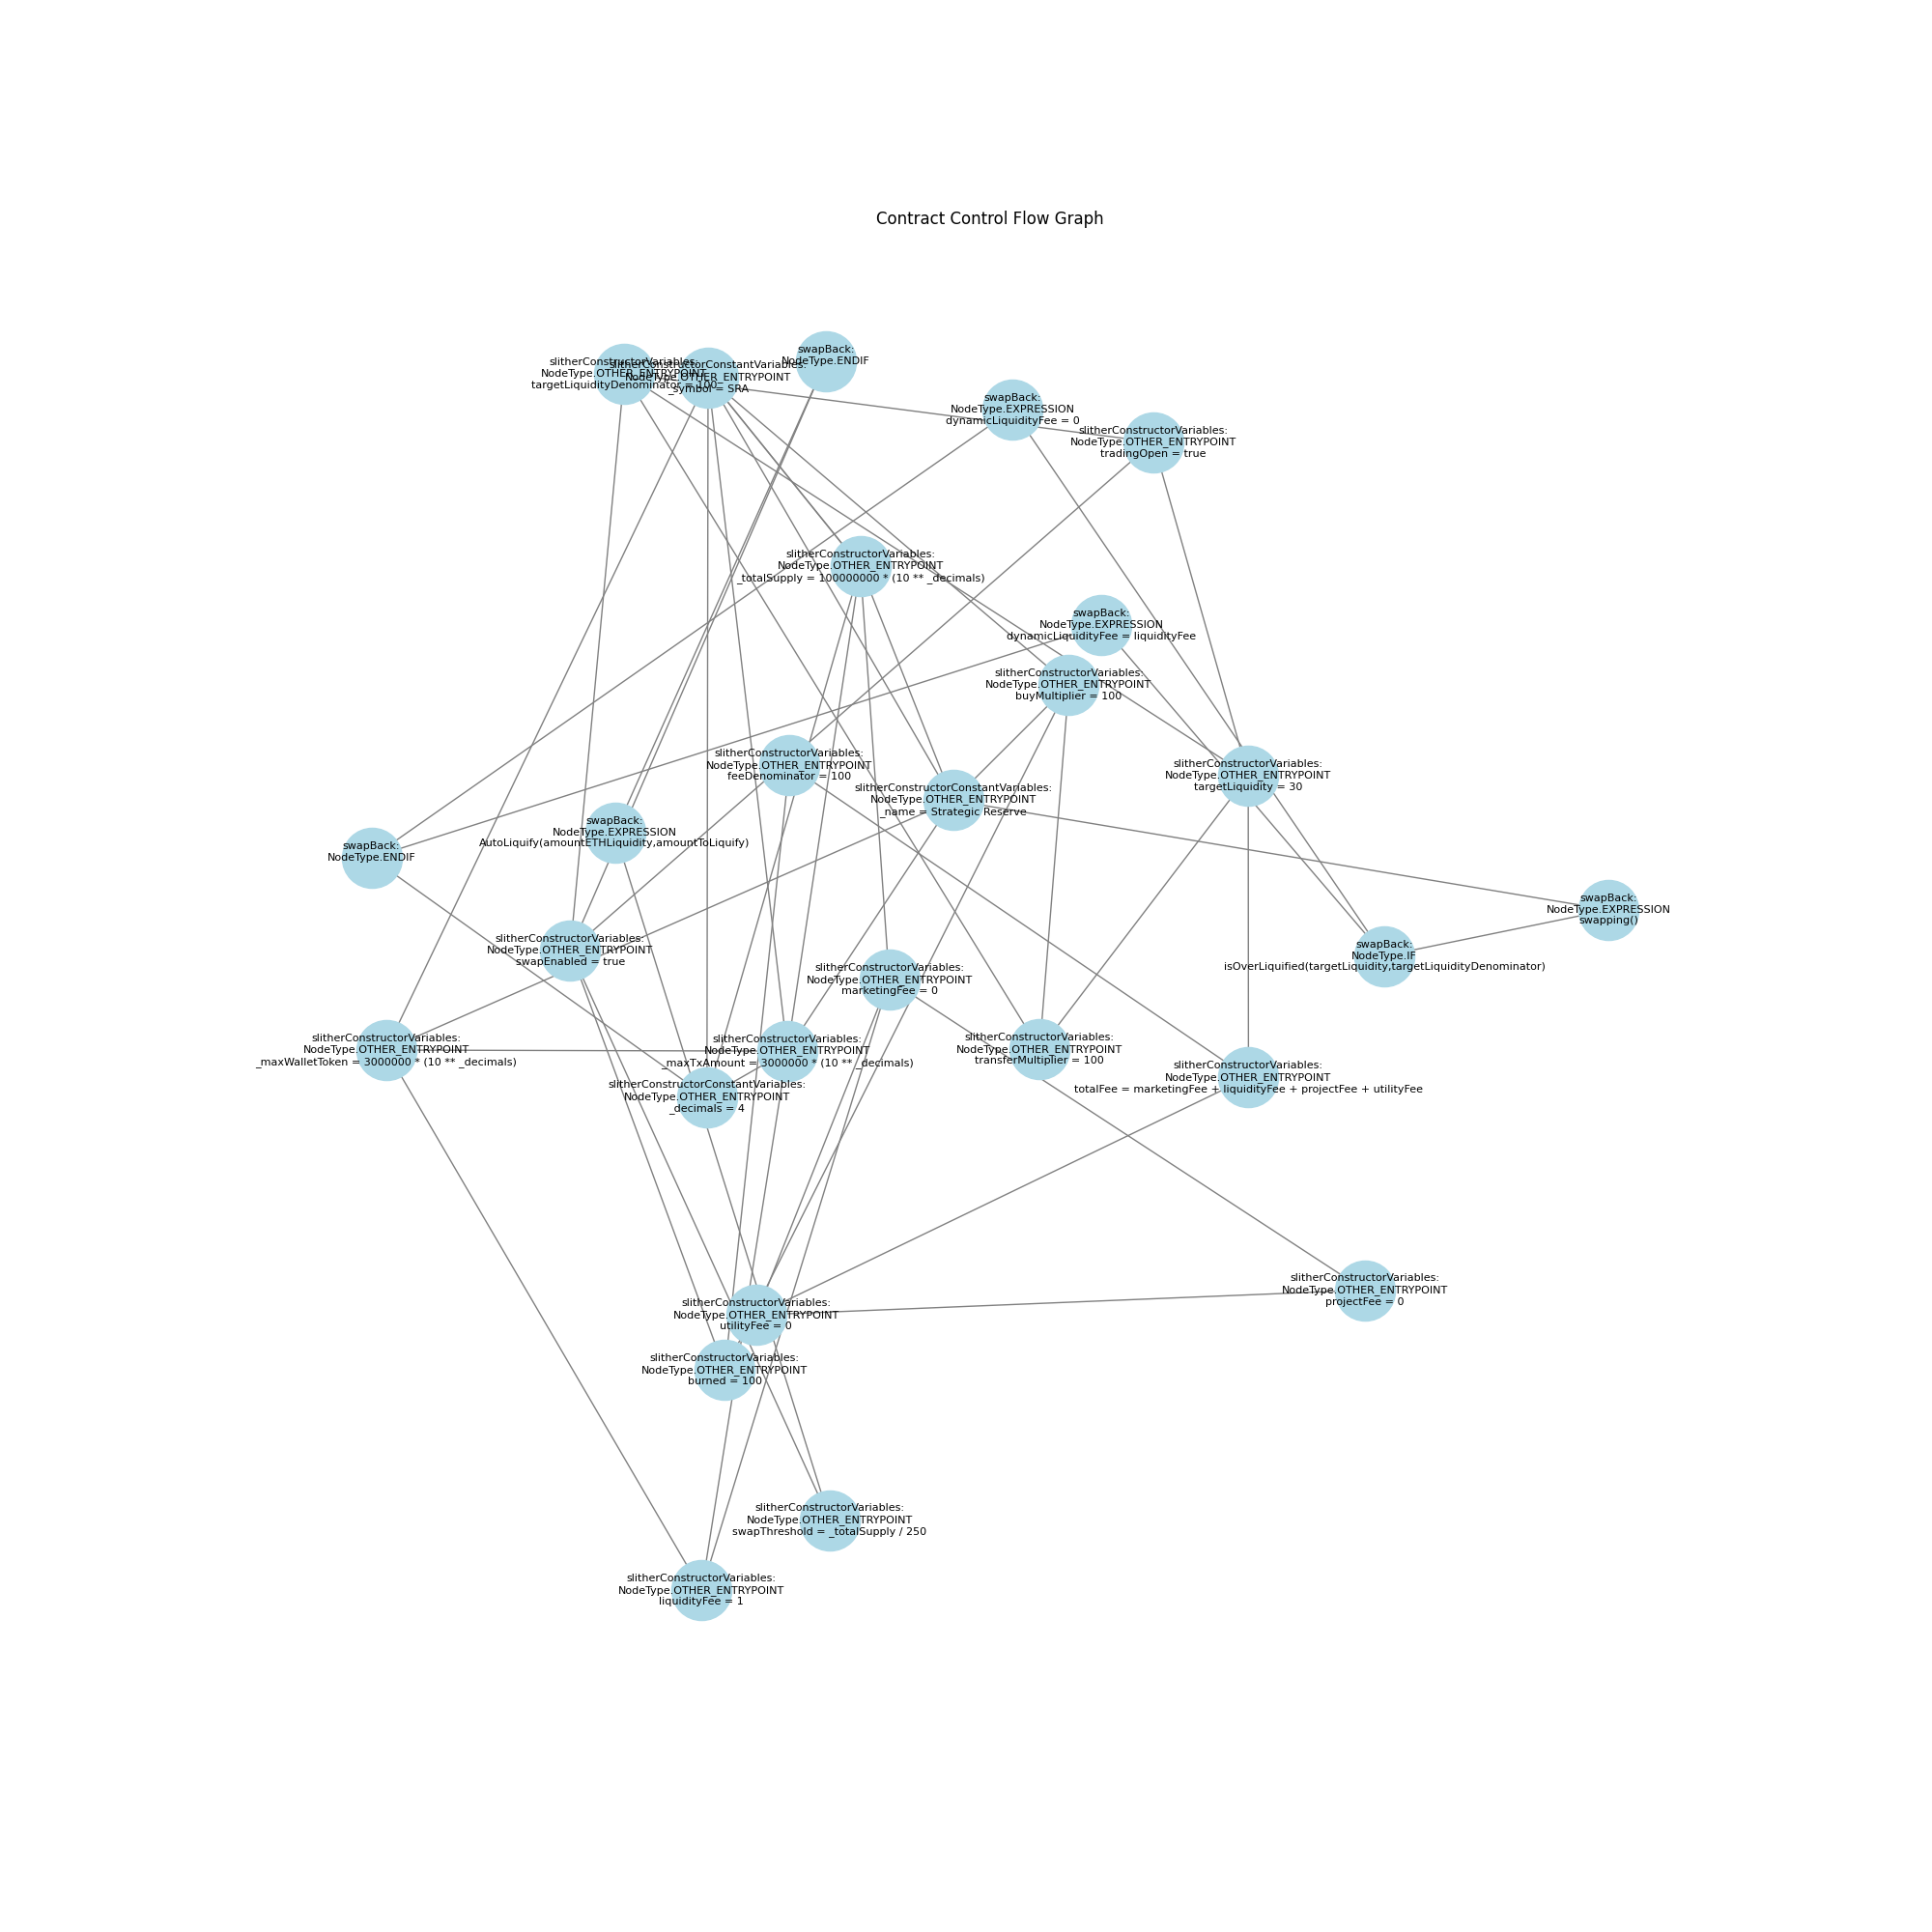 Contract Control Flow Graph
swapBack:
NodeType.ENDIF
slitherConstructorVariables:
NodeType.OTHER_ENTRYPOINT
targetLiquidityDenominator = 100
slitherConstructorConstantVariables:
NodeType.OTHER_ENTRYPOINT
_symbol = SRA
swapBack:
NodeType.EXPRESSION
dynamicLiquidityFee = 0
slitherConstructorVariables:
NodeType.OTHER_ENTRYPOINT
tradingOpen = true
slitherConstructorVariables:
NodeType.OTHER_ENTRYPOINT
_totalSupply = 100000000 * (10 ** _decimals)
swapBack:
NodeType.EXPRESSION
dynamicLiquidityFee = liquidityFee
slitherConstructorVariables:
NodeType.OTHER_ENTRYPOINT
buyMultiplier = 100
slitherConstructorVariables:
NodeType.OTHER_ENTRYPOINT
feeDenominator = 100
slitherConstructorVariables:
NodeType.OTHER_ENTRYPOINT
targetLiquidity = 30
slitherConstructorConstantVariables:
NodeType.OTHER_ENTRYPOINT
_name = Strategic Reserve
swapBack:
NodeType.EXPRESSION
AutoLiquify(amountETHLiquidity,amountToLiquify)
swapBack:
NodeType.ENDIF
swapBack:
NodeType.EXPRESSION
swapping()
slitherConstructorVariables:
NodeType.OTHER_ENTRYPOINT
swapEnabled = true
swapBack:
NodeType.IF
isOverLiquified(targetLiquidity,targetLiquidityDenominator)
slitherConstructorVariables:
NodeType.OTHER_ENTRYPOINT
marketingFee = 0
slitherConstructorVariables:
NodeType.OTHER_ENTRYPOINT
_maxWalletToken = 3000000 * (10 ** _decimals)
slitherConstructorVariables:
NodeType.OTHER_ENTRYPOINT
_maxTxAmount = 3000000 * (10 ** _decimals)
slitherConstructorVariables:
NodeType.OTHER_ENTRYPOINT
transferMultiplier = 100
slitherConstructorVariables:
NodeType.OTHER_ENTRYPOINT
totalFee = marketingFee + liquidityFee + projectFee + utilityFee
slitherConstructorConstantVariables:
NodeType.OTHER_ENTRYPOINT
_decimals = 4
slitherConstructorVariables:
NodeType.OTHER_ENTRYPOINT
projectFee = 0
slitherConstructorVariables:
NodeType.OTHER_ENTRYPOINT
utilityFee = 0
slitherConstructorVariables:
NodeType.OTHER_ENTRYPOINT
burned = 100
slitherConstructorVariables:
NodeType.OTHER_ENTRYPOINT
swapThreshold = _totalSupply / 250
slitherConstructorVariables:
NodeType.OTHER_ENTRYPOINT
liquidityFee = 1